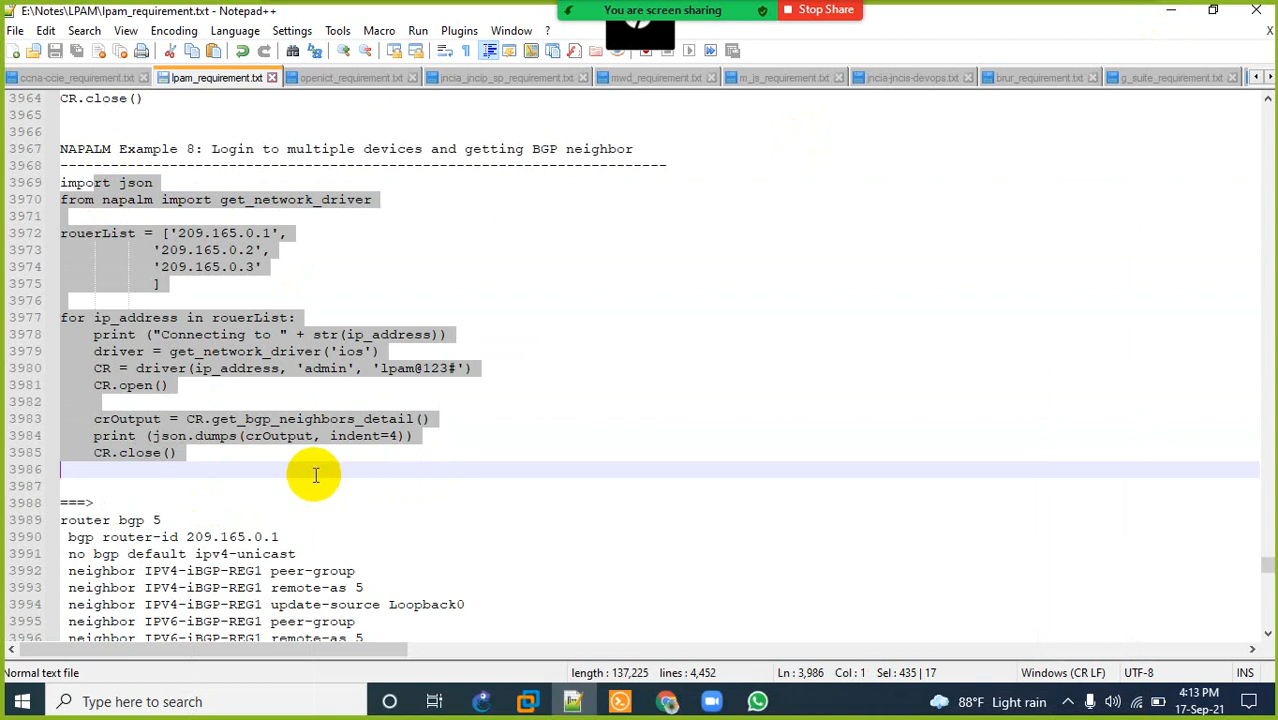 E:\Notes\LPAM\lpam_requirement.txt - Notepad++
You are screen sharing
Stop Share
File Edit Search View Encoding Language Settings Tools Macro Run Plugins Window ?
X
ccna-ccie_requirement.txt
lpam_requirement.txt
openict_requirement.txt
jncia_jncip_sp_requirement.txt
mwd_requirement.txt
m_js_requirement.txt
jncia-jncis-devops.txt
brur_requirement.txt
g_suite_requirement.txt
3964 CR.close()
3965
3966
3967 NAPALM Example 8: Login to multiple devices and getting BGP neighbor
3968 ------------------------------------------------------------------------
3969 import json
3970 from napalm import get_network_driver
3971
3972 rouerList = ['209.165.0.1',
3973 '209.165.0.2',
3974 '209.165.0.3'
3975 ]
3976
3977 for ip_address in rouerList:
3978 print ("Connecting to " + str(ip_address))
3979 driver = get_network_driver('ios')
3980 CR = driver(ip_address, 'admin', 'lpam@123#')
3981 CR.open()
3982
3983 crOutput = CR.get_bgp_neighbors_detail()
3984 print (json.dumps(crOutput, indent=4))
3985 CR.close()
3986
3987
3988 ===>
3989 router bgp 5
3990 bgp router-id 209.165.0.1
3991 no bgp default ipv4-unicast
3992 neighbor IPV4-iBGP-REG1 peer-group
3993 neighbor IPV4-iBGP-REG1 remote-as 5
3994 neighbor IPV4-iBGP-REG1 update-source Loopback0
3995 neighbor IPV6-iBGP-REG1 peer-group
3996 neighbor IPV6-iBGP-REG1 remote-as 5
Normal text file
length : 137,225 lines : 4,452
Ln : 3,986 Col : 1 Sel : 435 | 17
Windows (CR LF)
UTF-8
INS
Type here to search
88°F Light rain
4:13 PM
17-Sep-21